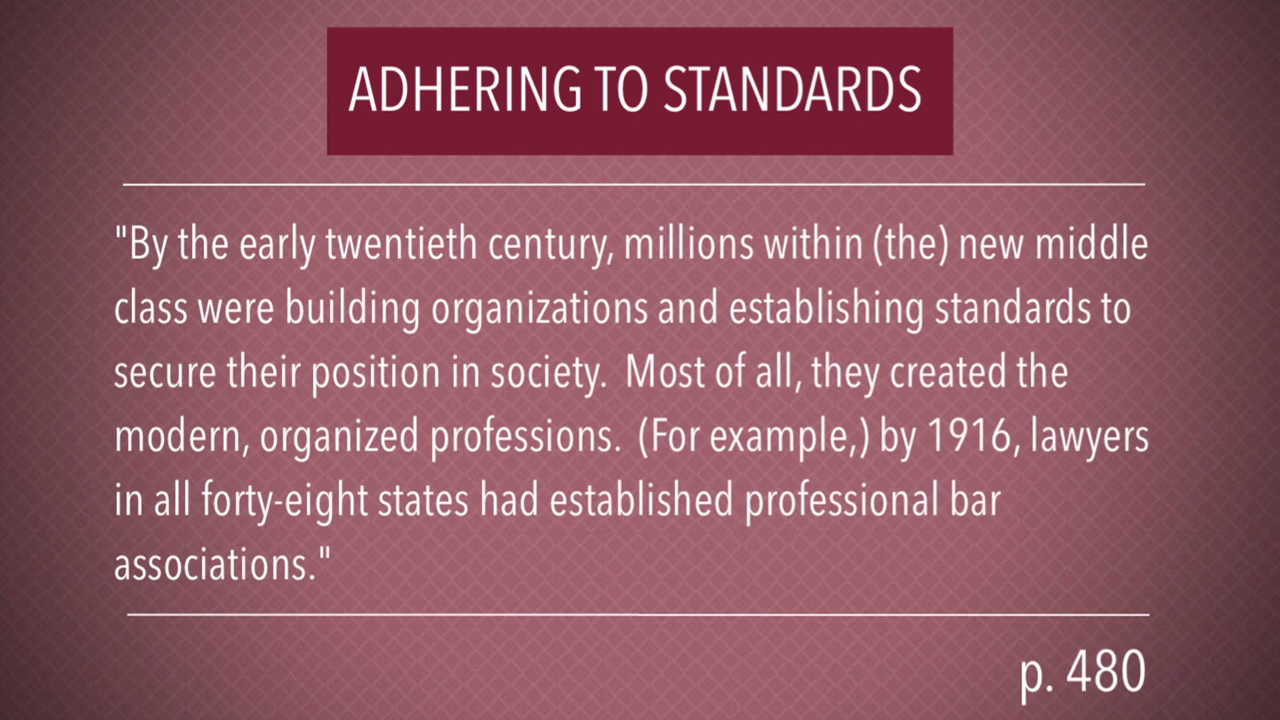 ADHERING TO STANDARDS
"By the early twentieth century, millions within (the) new middle
class were building organizations and establishing standards to
secure their position in society.  Most of all, they created the
modern, organized professions.  (For example,) by 1916, lawyers
in all forty-eight states had established professional bar
associations."
p. 480